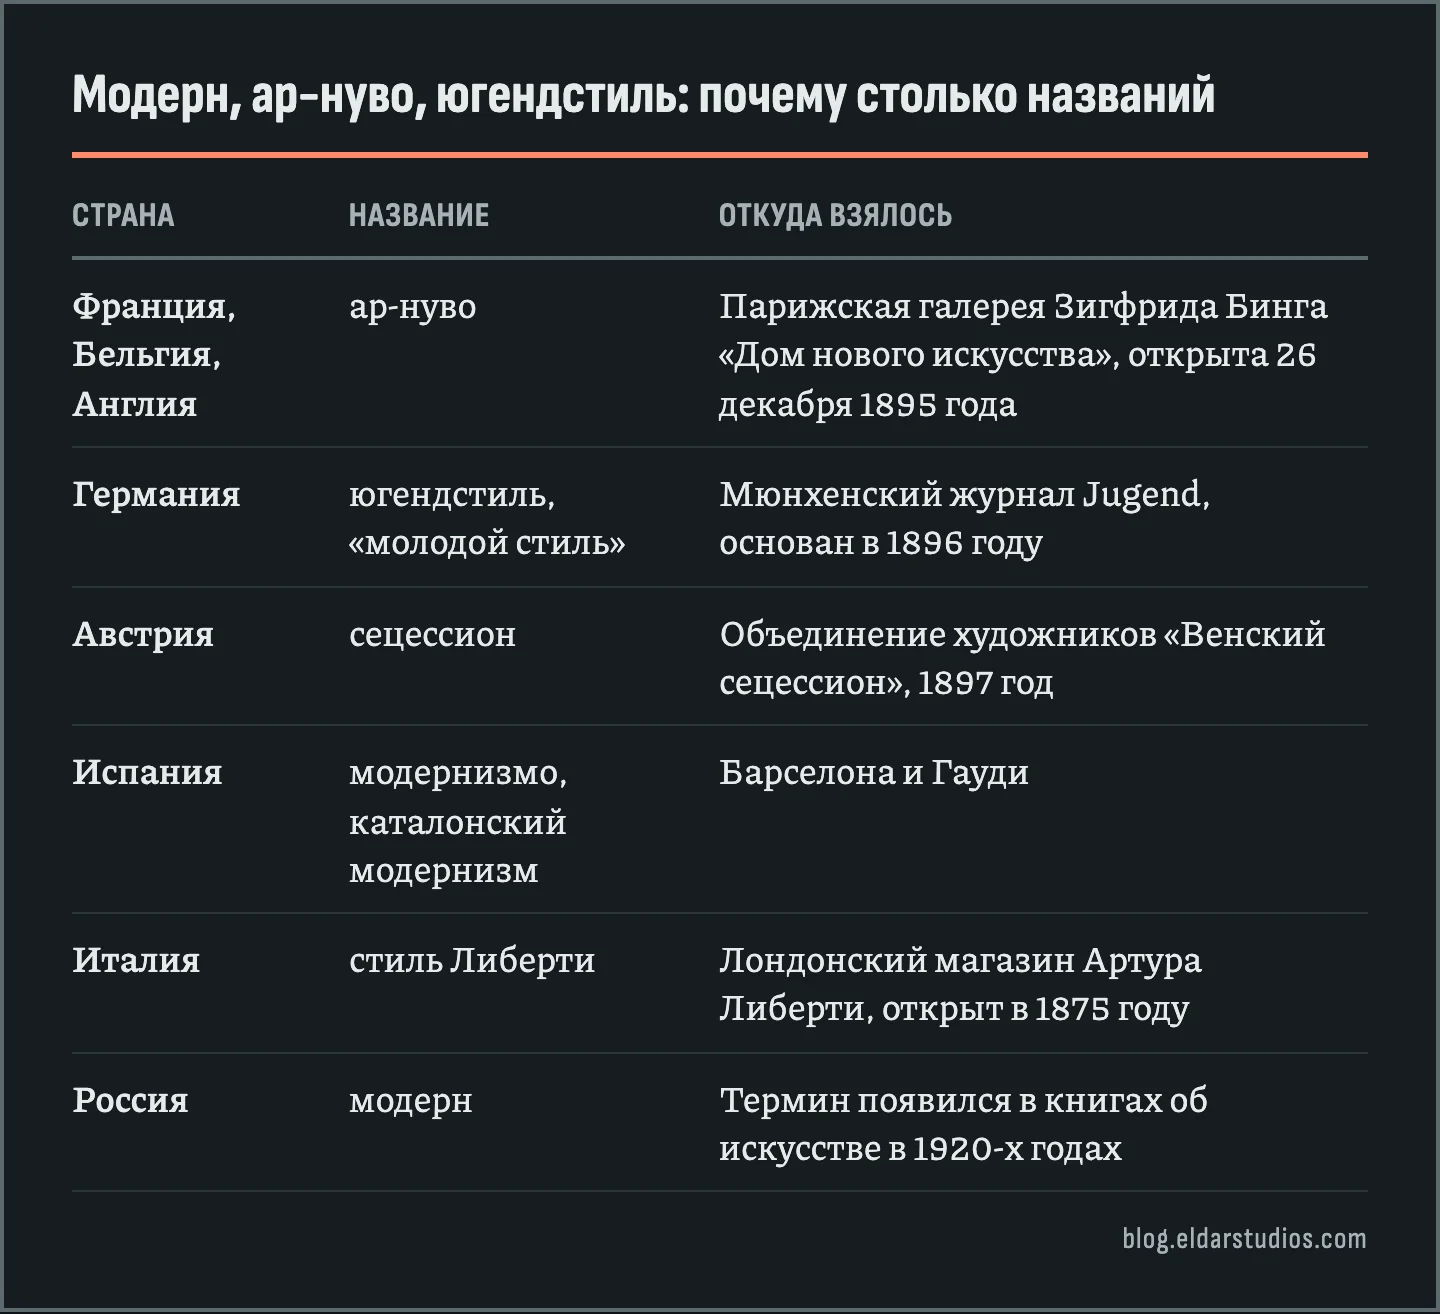 Модерн, ар-нуво, югендстиль: почему столько названий
СТРАНА НАЗВАНИЕ ОТКУДА ВЗЯЛОСЬ
Франция, ар-нуво Парижская галерея Зигфрида Бинга
Бельгия, «Дом нового искусства», открыта 26
Англия декабря 1895 года
Германия югендстиль, Мюнхенский журнал Jugend,
«молодой стиль» основан в 1896 году
Австрия сецессион Объединение художников «Венский
сецессион», 1897 год
Испания модернизмо, Барселона и Гауди
каталонский
модернизм
Италия стиль Либерти Лондонский магазин Артура
Либерти, открыт в 1875 году
Россия модерн Термин появился в книгах об
искусстве в 1920-х годах
blog.eldarstudios.com